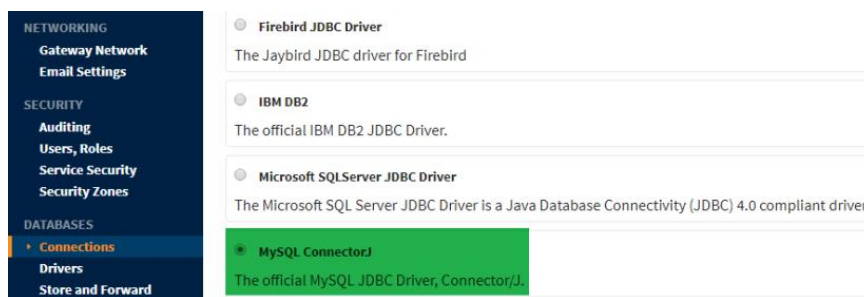 NETWORKING
Gateway Network
Email Settings
SECURITY
Auditing
Users, Roles
Service Security
Security Zones
DATABASES
Connections
Drivers
Store and Forward
Firebird JDBC Driver
The Jaybird JDBC driver for Firebird
IBM DB2
The official IBM DB2 JDBC Driver.
Microsoft SQLServer JDBC Driver
The Microsoft SQL Server JDBC Driver is a Java Database Connectivity (JDBC) 4.0 compliant driver
MySQL ConnectorJ
The official MySQL JDBC Driver, Connector/J.